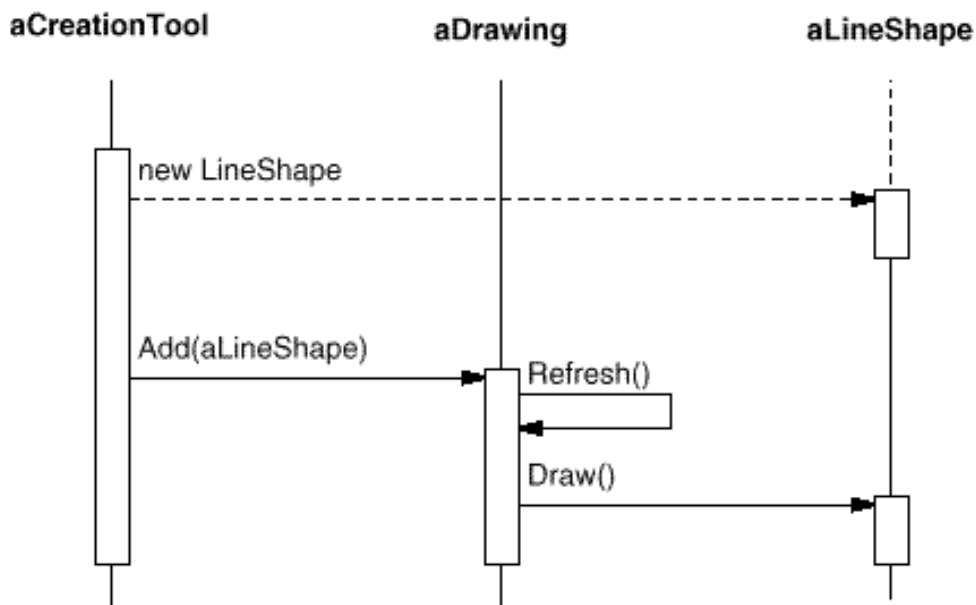 aCreationTool
aDrawing
aLineShape
new LineShape
Add(aLineShape)
Refresh()
Draw()